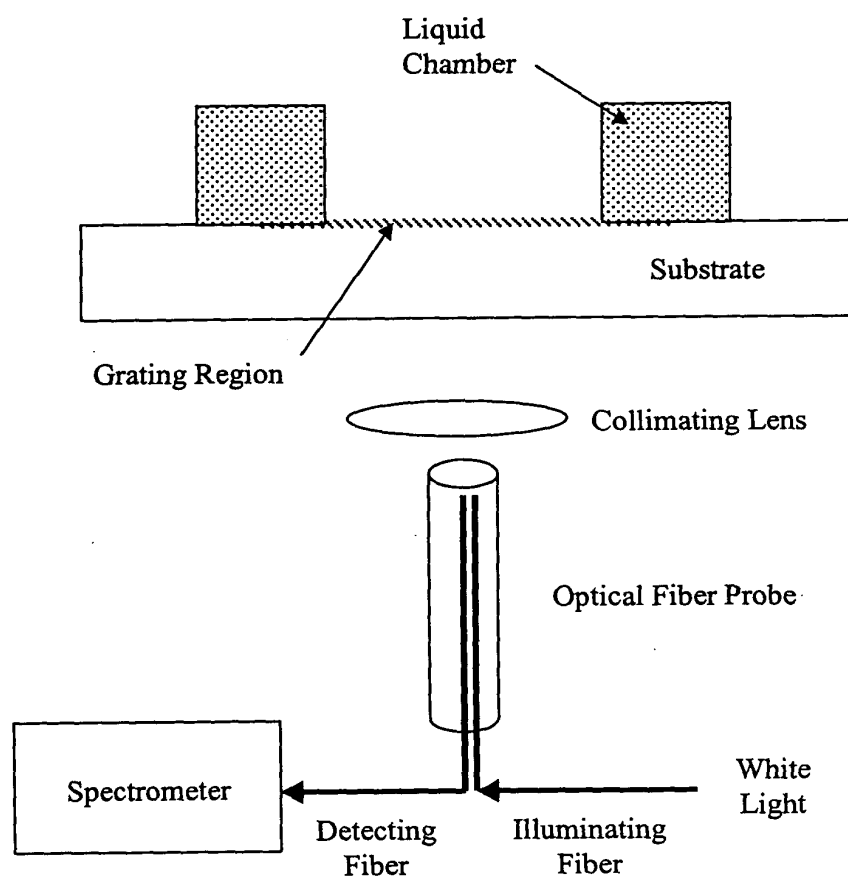 Liquid
Chamber
Substrate
Grating Region
Collimating Lens
Optical Fiber Probe
Spectrometer
White
Light
Detecting
Fiber
Illuminating
Fiber